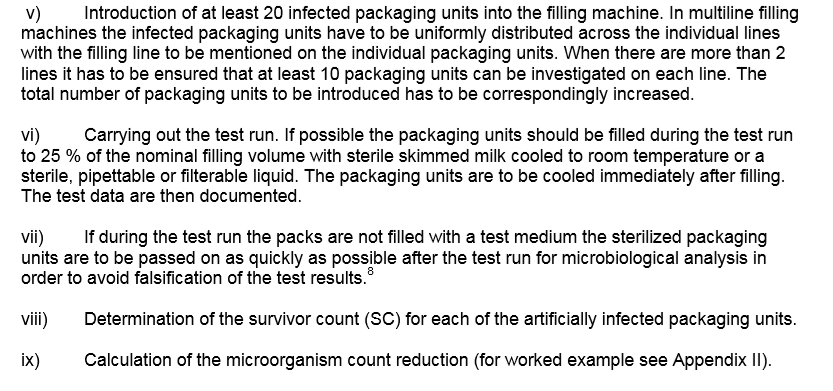 v) Introduction of at least 20 infected packaging units into the filling machine. In multiline filling
machines the infected packaging units have to be uniformly distributed across the individual lines
with the filling line to be mentioned on the individual packaging units. When there are more than 2
lines it has to be ensured that at least 10 packaging units can be investigated on each line. The
total number of packaging units to be introduced has to be correspondingly increased.
vi) Carrying out the test run. If possible the packaging units should be filled during the test run
to 25 % of the nominal filling volume with sterile skimmed milk cooled to room temperature or a
sterile, pipettable or filterable liquid. The packaging units are to be cooled immediately after filling.
The test data are then documented.
vii) If during the test run the packs are not filled with a test medium the sterilized packaging
units are to be passed on as quickly as possible after the test run for microbiological analysis in
order to avoid falsification of the test results.⁸
viii) Determination of the survivor count (SC) for each of the artificially infected packaging units.
ix) Calculation of the microorganism count reduction (for worked example see Appendix II).